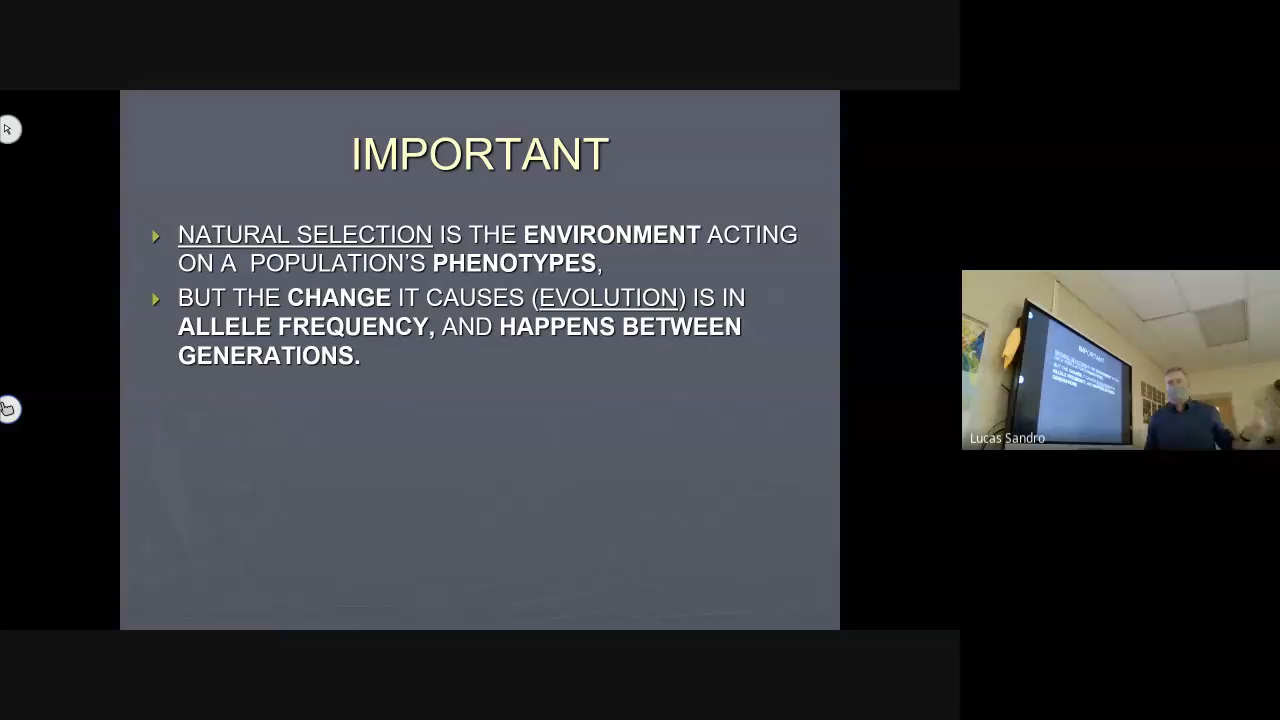 IMPORTANT
NATURAL SELECTION IS THE ENVIRONMENT ACTING
ON A POPULATION'S PHENOTYPES,
BUT THE CHANGE IT CAUSES (EVOLUTION) IS IN
ALLELE FREQUENCY, AND HAPPENS BETWEEN
GENERATIONS.
IMPORTANT
Lucas Sandro